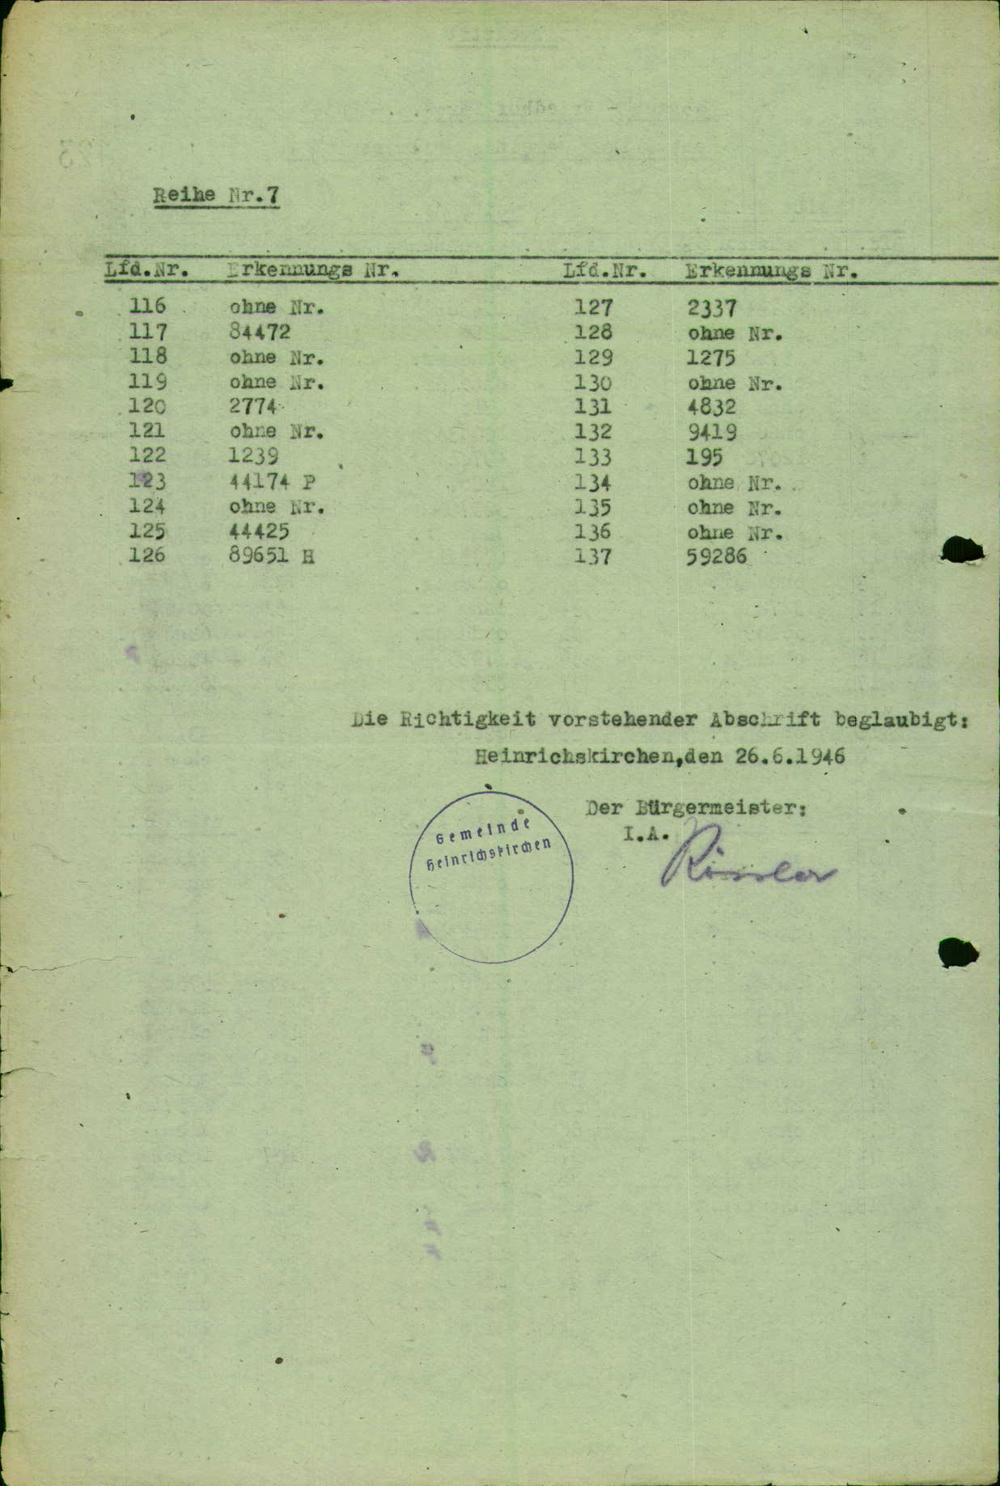 Reihe Nr.7
Lfd.Nr. Erkennungs Nr. Lfd.Nr. Erkennungs Nr.
116 ohne Nr. 127 2337
117 84472 128 ohne Nr.
118 ohne Nr. 129 1275
119 ohne Nr. 130 ohne Nr.
120 2774 131 4832
121 ohne Nr. 132 9419
122 1239 133 195
123 44174 P 134 ohne Nr.
124 ohne Nr. 135 ohne Nr.
125 44425 136 ohne Nr.
126 89651 H 137 59286
Die Richtigkeit vorstehender Abschrift beglaubigt:
Heinrichskirchen,den 26.6.1946
Der Bürgermeister:
I.A.
Gemeinde
Heinrichskirchen